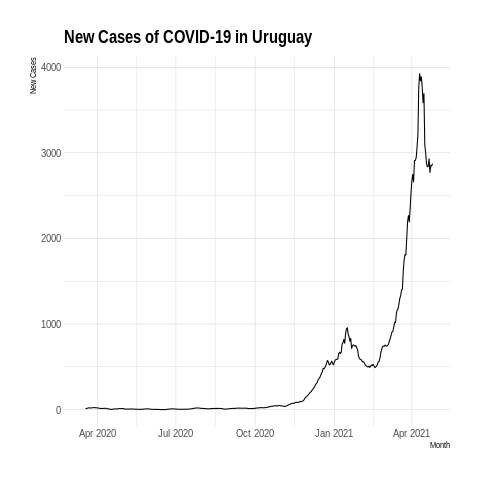 New Cases of COVID-19 in Uruguay
New Cases
4000
3000
2000
1000
0
Apr 2020 Jul 2020 Oct 2020 Jan 2021 Apr 2021
Month